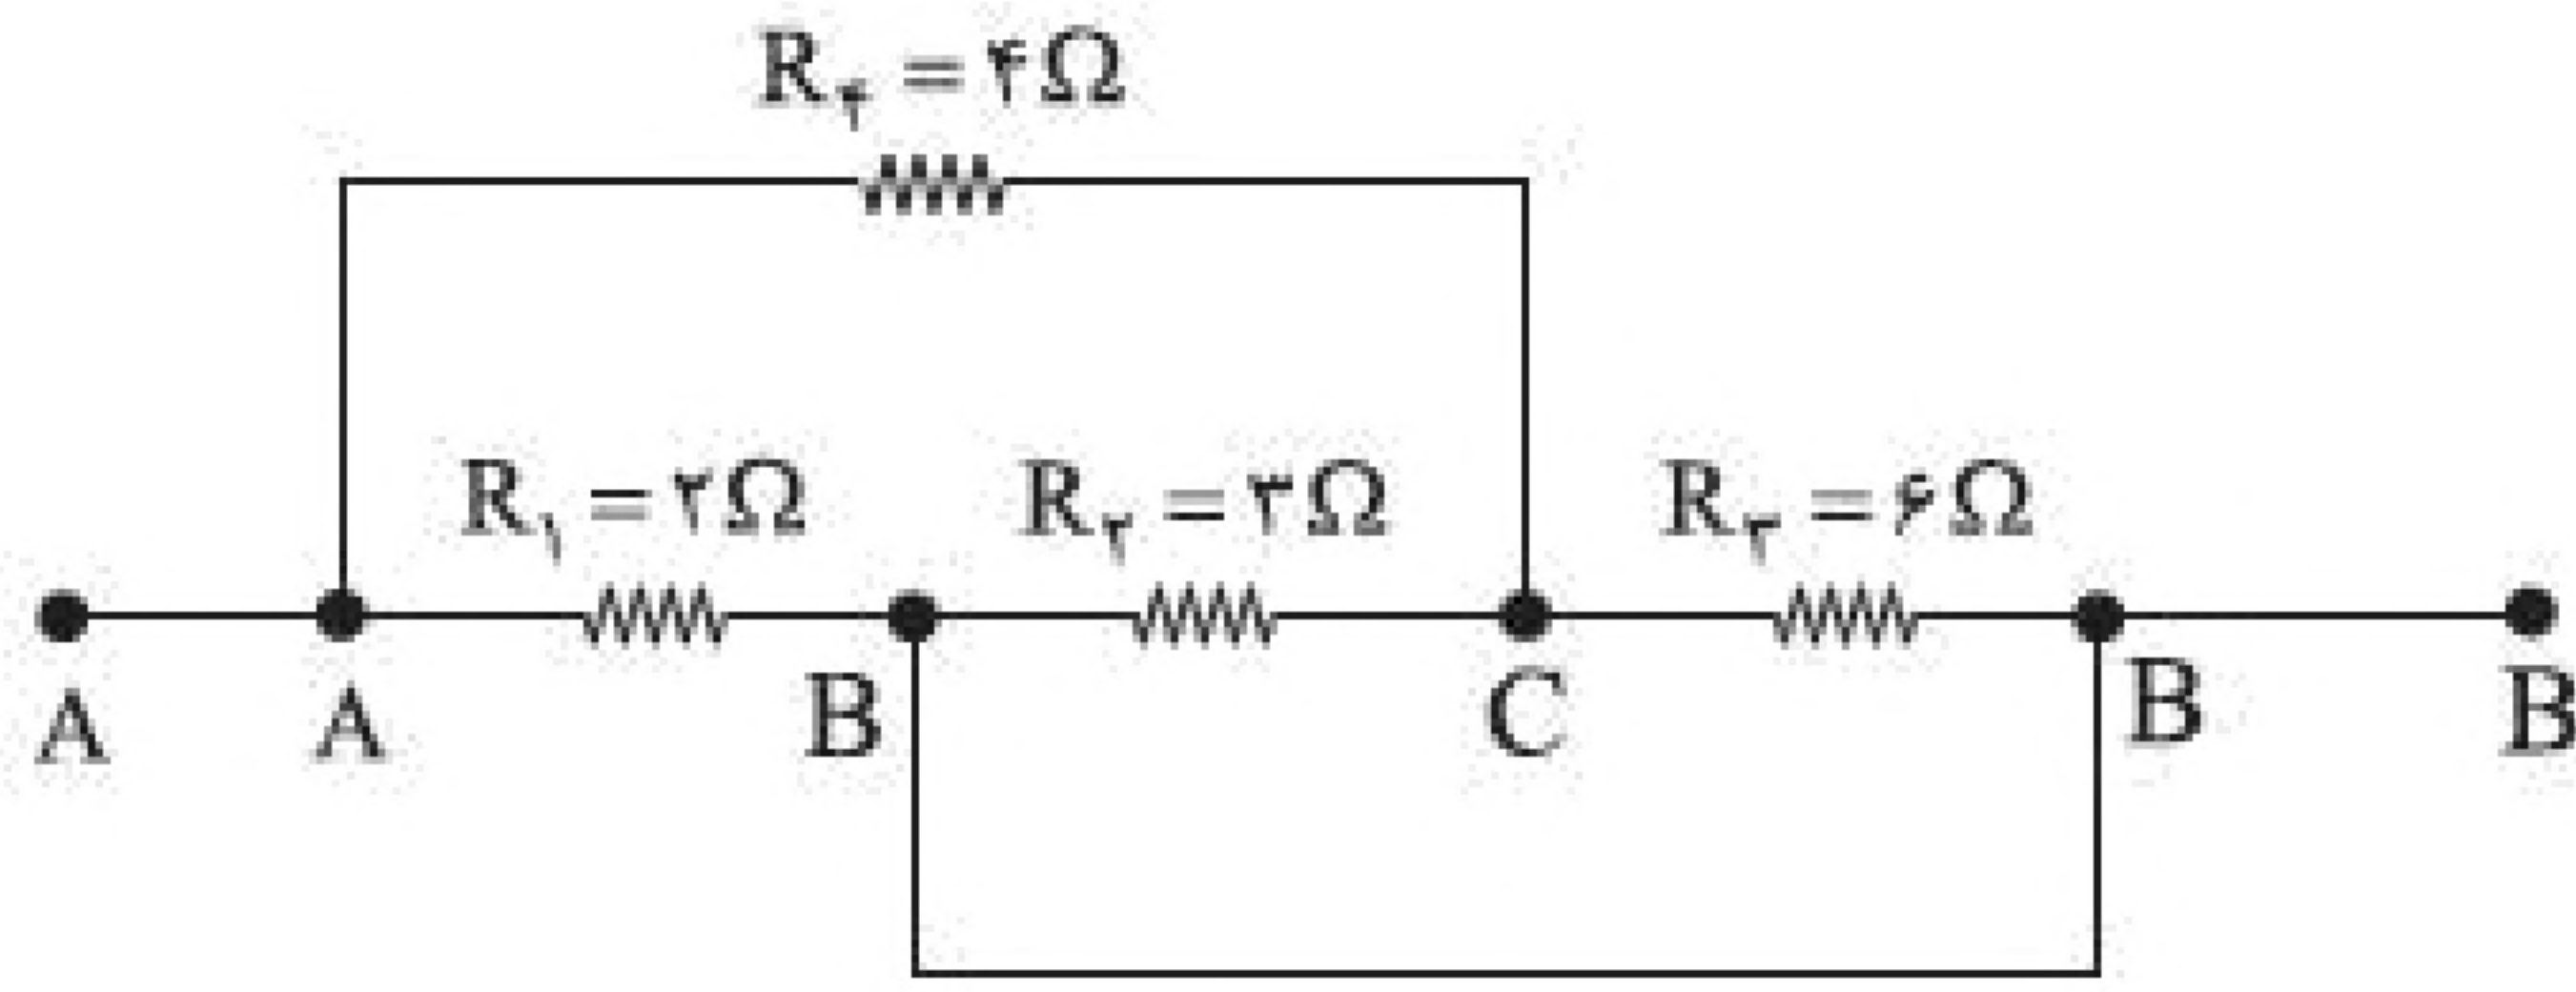 R۴ = ۴Ω
R۱ = ۲Ω R۲ = ۳Ω R۳ = ۶Ω
A A B C B B